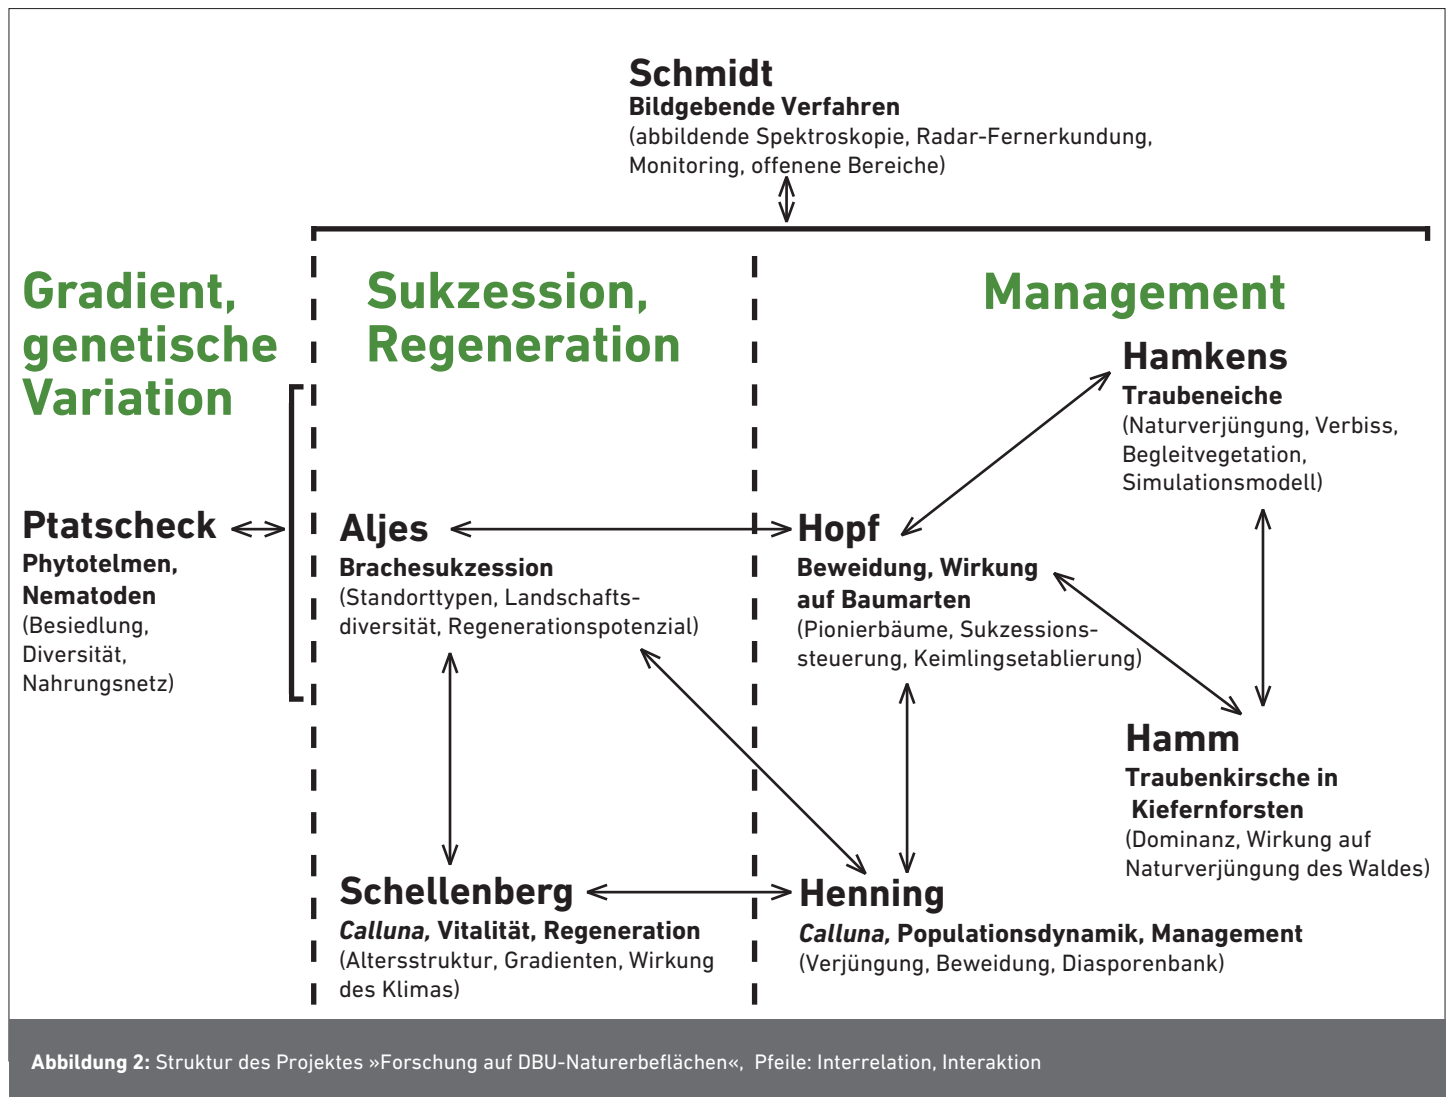 Schmidt
Bildgebende Verfahren
(abbildende Spektroskopie, Radar-Fernerkundung,
Monitoring, offenene Bereiche)
Gradient,
genetische
Variation
Sukzession,
Regeneration
Management
Hamkens
Traubeneiche
(Naturverjüngung, Verbiss,
Begleitvegetation,
Simulationsmodell)
Ptatscheck
Phytotelmen,
Nematoden
(Besiedlung,
Diversität,
Nahrungsnetz)
Aljes
Brachesukzession
(Standorttypen, Landschafts-
diversität, Regenerationspotenzial)
Hopf
Beweidung, Wirkung
auf Baumarten
(Pionierbäume, Sukzessions-
steuerung, Keimlingsetablierung)
Hamm
Traubenkirsche in
Kiefernforsten
(Dominanz, Wirkung auf
Naturverjüngung des Waldes)
Schellenberg
Calluna, Vitalität, Regeneration
(Altersstruktur, Gradienten, Wirkung
des Klimas)
Henning
Calluna, Populationsdynamik, Management
(Verjüngung, Beweidung, Diasporenbank)
Abbildung 2: Struktur des Projektes »Forschung auf DBU-Naturerbeflächen«, Pfeile: Interrelation, Interaktion